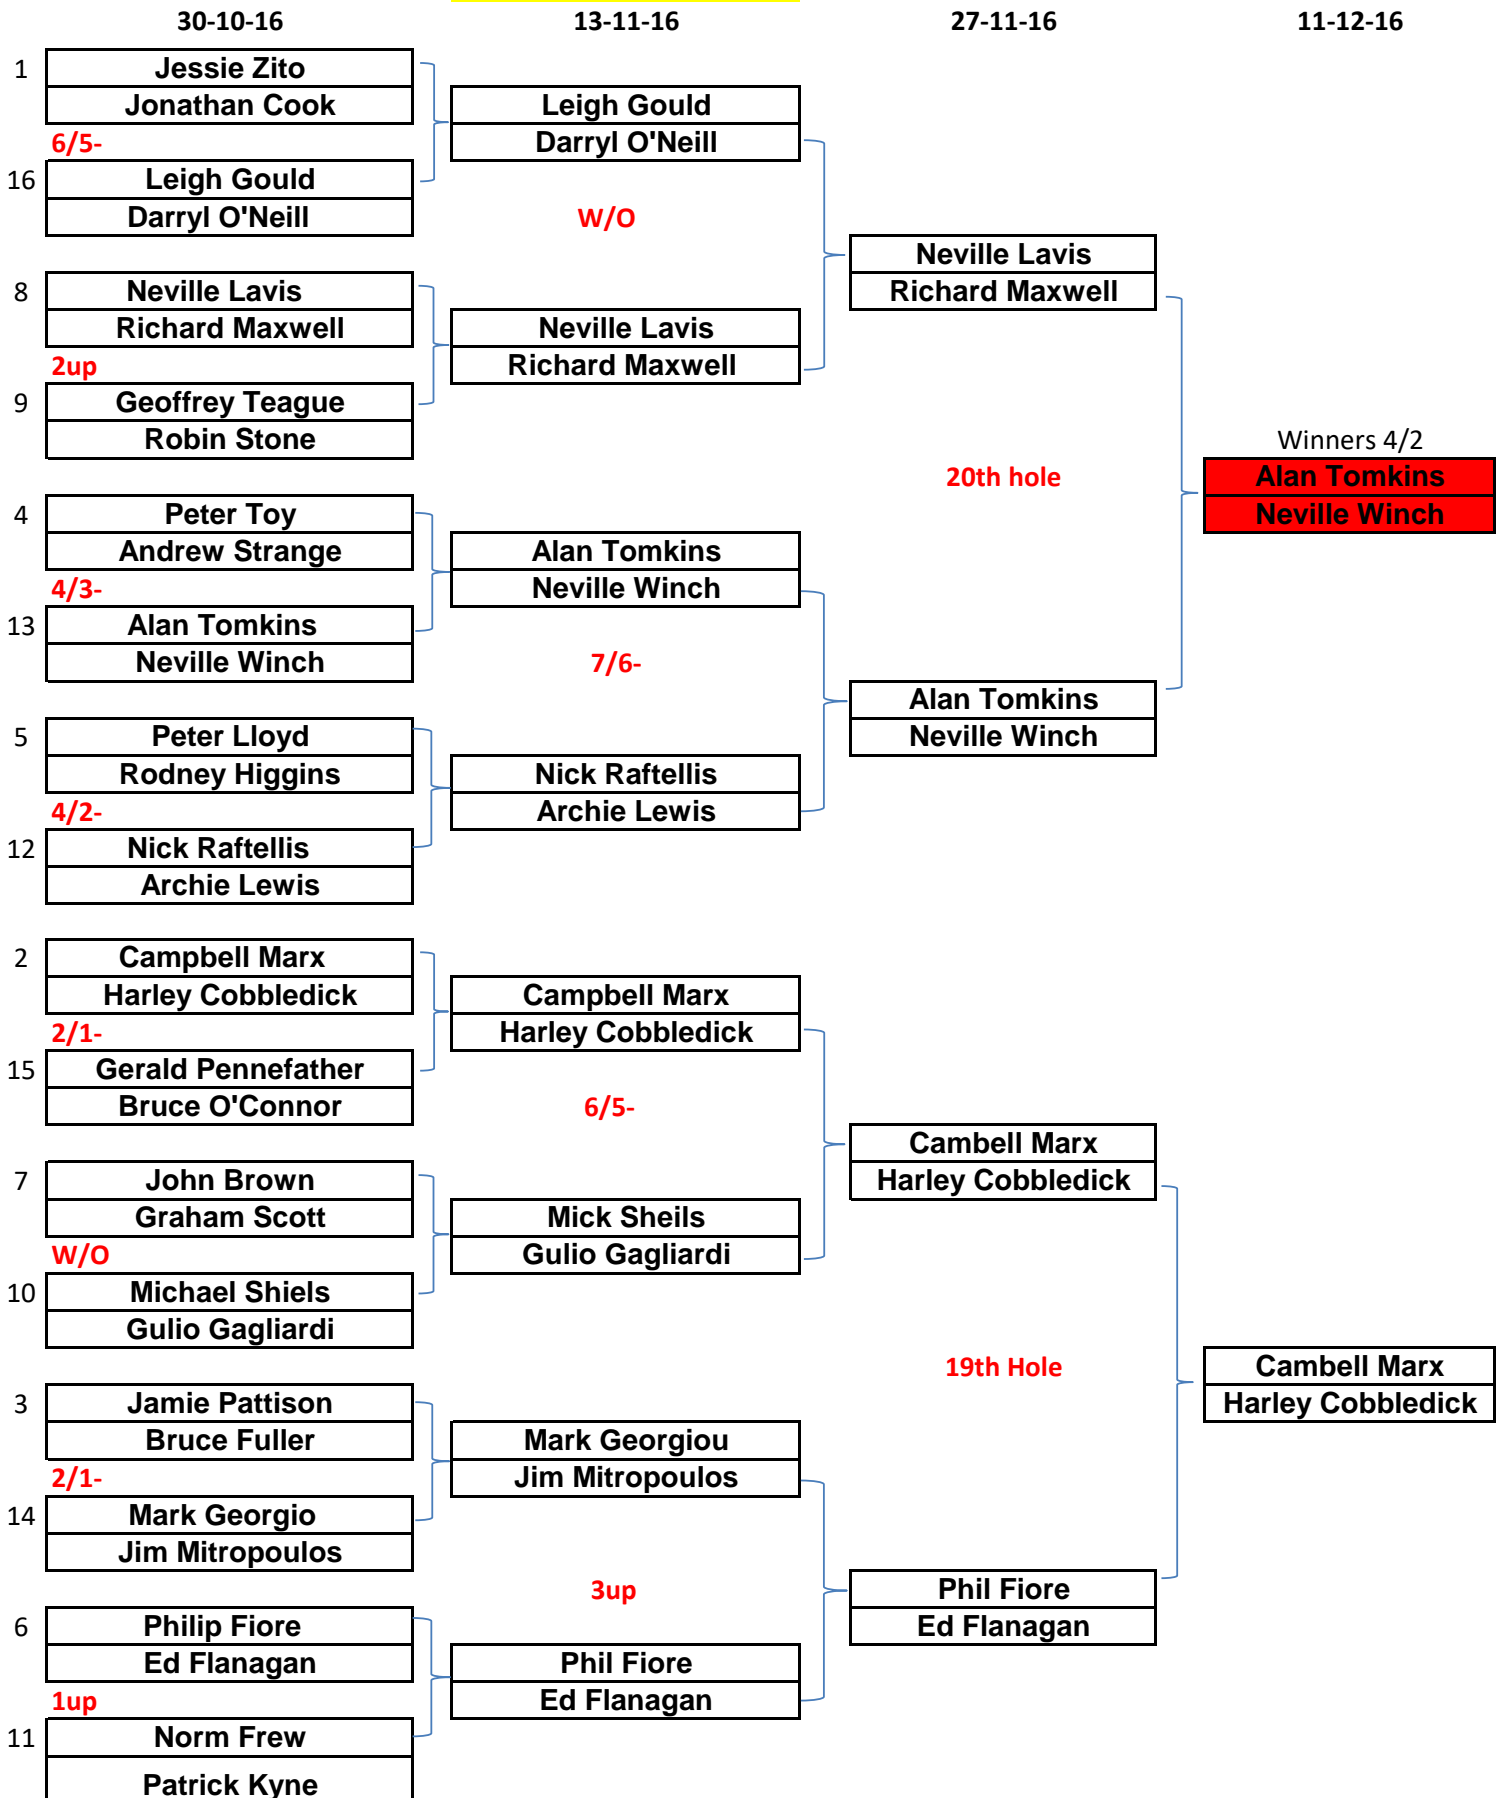 30-10-16 13-11-16 27-11-16 11-12-16
1 Jessie Zito
Jonathan Cook
6/5-
16 Leigh Gould
Darryl O'Neill
8 Neville Lavis
Richard Maxwell
2up
9 Geoffrey Teague
Robin Stone
4 Peter Toy
Andrew Strange
4/3-
13 Alan Tomkins
Neville Winch
5 Peter Lloyd
Rodney Higgins
4/2-
12 Nick Raftellis
Archie Lewis
2 Campbell Marx
Harley Cobbledick
2/1-
15 Gerald Pennefather
Bruce O'Connor
7 John Brown
Graham Scott
W/O
10 Michael Shiels
Gulio Gagliardi
3 Jamie Pattison
Bruce Fuller
2/1-
14 Mark Georgio
Jim Mitropoulos
6 Philip Fiore
Ed Flanagan
1up
11 Norm Frew
Patrick Kyne
Leigh Gould
Darryl O'Neill
W/O
Neville Lavis
Richard Maxwell
Alan Tomkins
Neville Winch
7/6-
Nick Raftellis
Archie Lewis
Campbell Marx
Harley Cobbledick
6/5-
Mick Sheils
Gulio Gagliardi
Mark Georgiou
Jim Mitropoulos
3up
Phil Fiore
Ed Flanagan
Neville Lavis
Richard Maxwell
20th hole
Alan Tomkins
Neville Winch
Cambell Marx
Harley Cobbledick
19th Hole
Phil Fiore
Ed Flanagan
Winners 4/2
Alan Tomkins
Neville Winch
Cambell Marx
Harley Cobbledick